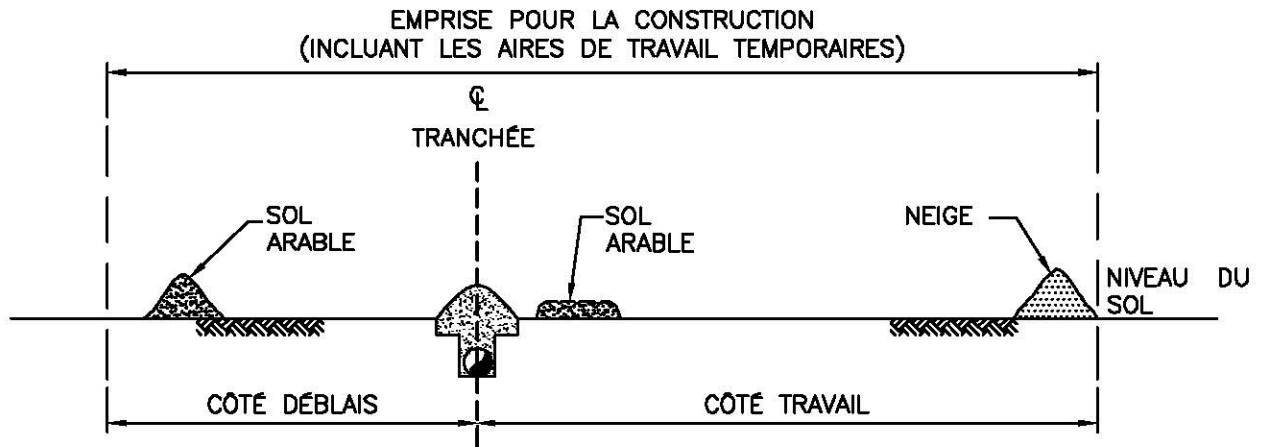 EMPRISE POUR LA CONSTRUCTION
(INCLUANT LES AIRES DE TRAVAIL TEMPORAIRES)
℄
TRANCHÉE
SOL
ARABLE
SOL
ARABLE
NEIGE
NIVEAU DU
SOL
CÔTÉ DÉBLAIS
CÔTÉ TRAVAIL